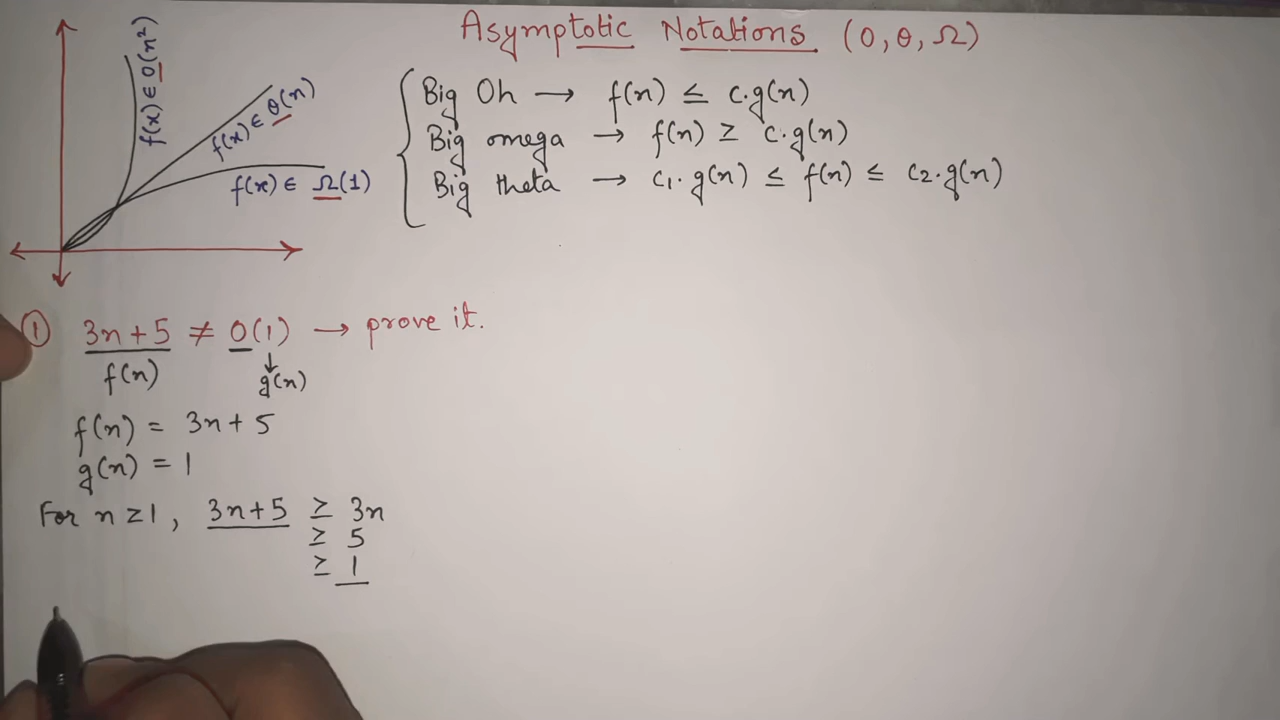 Asymptotic Notations (O, θ, Ω)
f(x) ∈ O(n²)
f(x) ∈ θ(n)
f(x) ∈ Ω(1)
Big Oh → f(n) ≤ c.g(n)
Big omega → f(n) ≥ c.g(n)
Big theta → c₁.g(n) ≤ f(n) ≤ c₂.g(n)
① 3n + 5 ≠ O(1) → prove it.
f(n) g(n)
f(n) = 3n + 5
g(n) = 1
For n ≥ 1, 3n+5 ≥ 3n
≥ 5
≥ 1